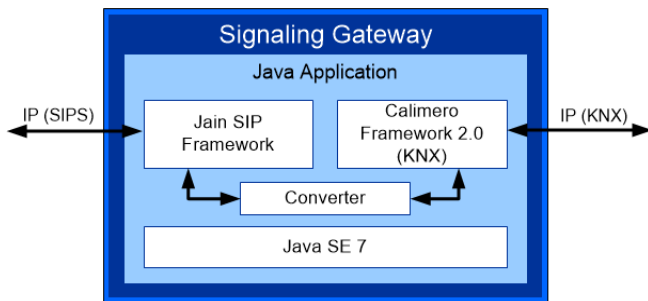 Signaling Gateway
Java Application
IP (SIPS)
Jain SIP
Framework
Calimero
Framework 2.0
(KNX)
IP (KNX)
Converter
Java SE 7